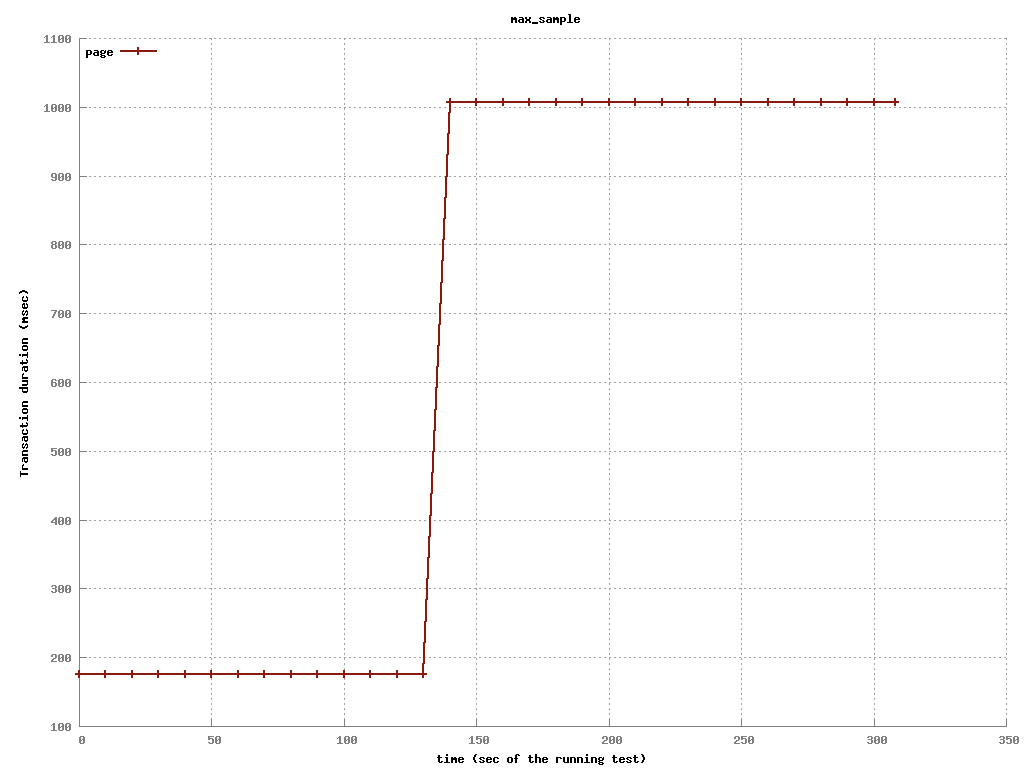 max_sample
1100
page
1000
900
800
700
600
500
400
300
200
100
Transaction duration (msec)
0 50 100 150 200 250 300 350
time (sec of the running test)